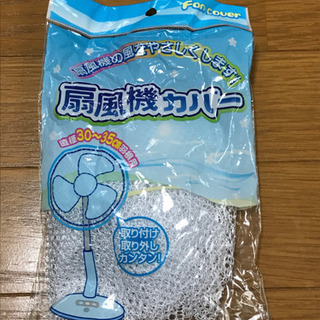 Fan Cover
扇風機の風をやさしくします!
扇風機カバー
直径30~35cm羽根用
取り付け
取り外し
カンタン!